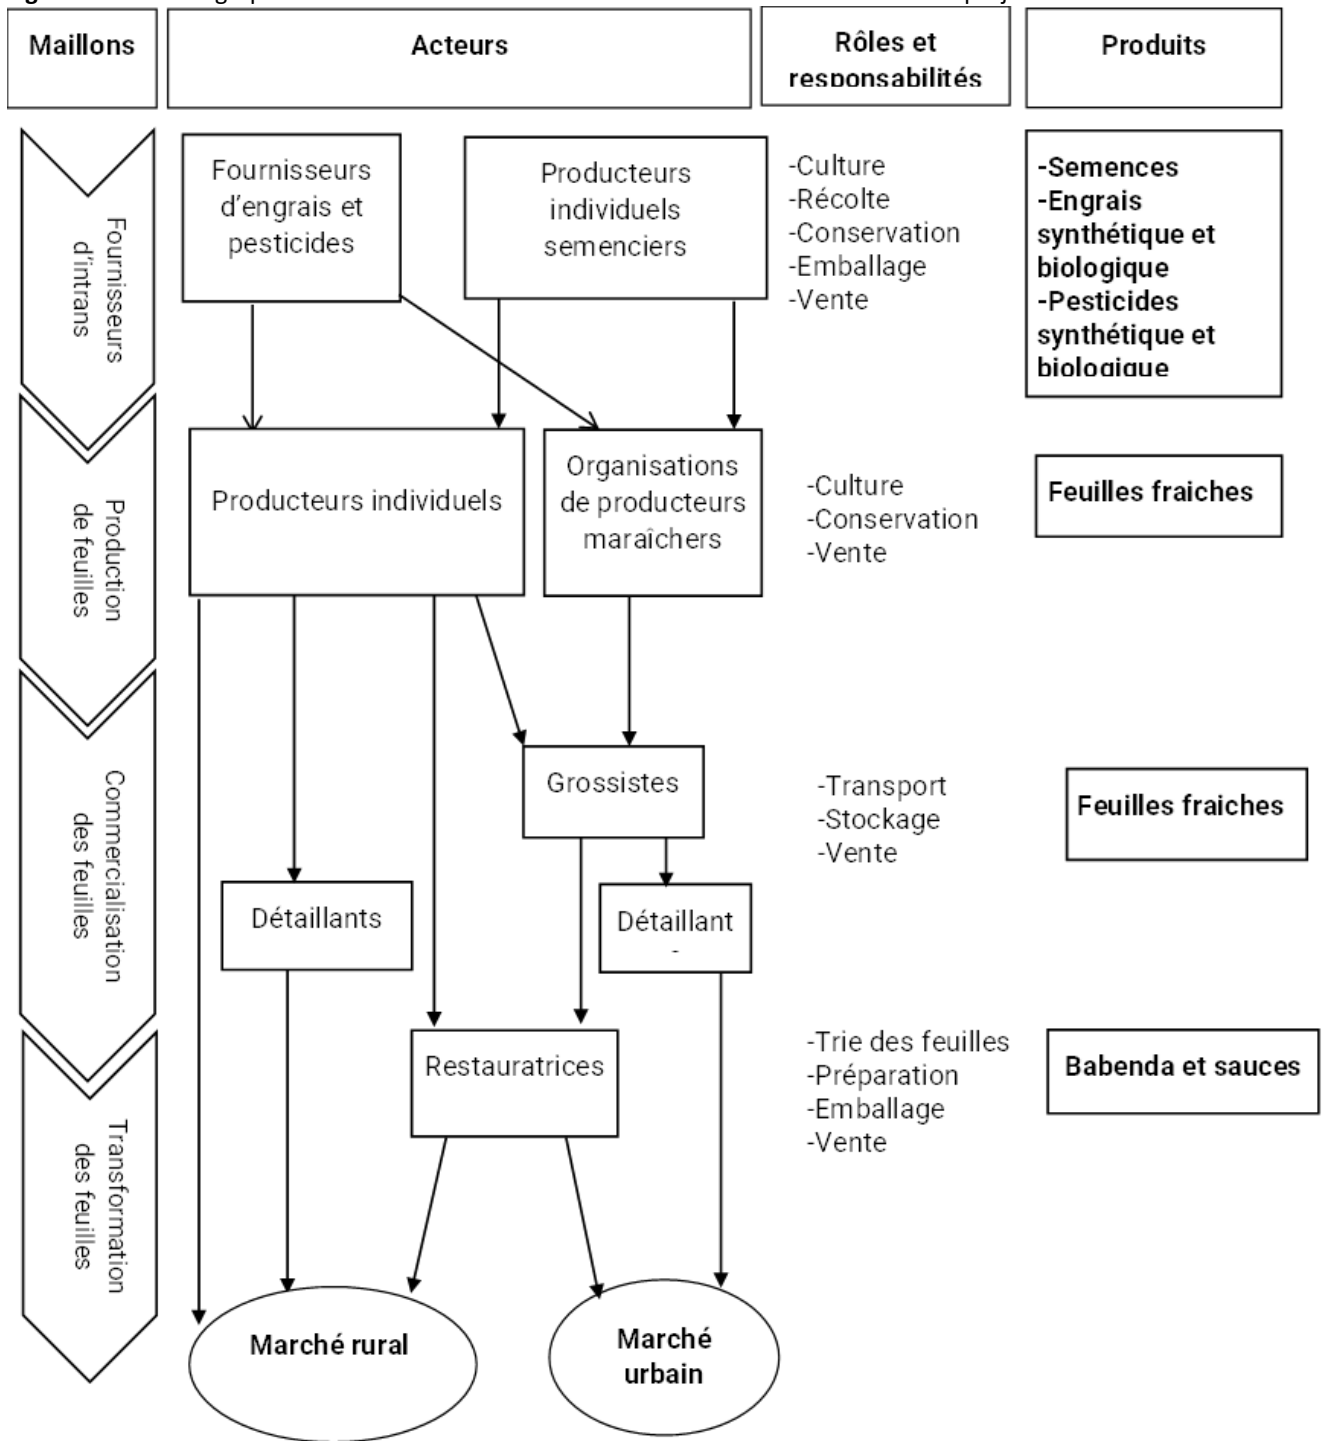 Maillons
Acteurs
Rôles et
responsabilités
Produits
Fournisseurs
d'intrans
Fournisseurs
d'engrais et
pesticides
Producteurs
individuels
semenciers
-Culture
-Récolte
-Conservation
-Emballage
-Vente
-Semences
-Engrais
synthétique et
biologique
-Pesticides
synthétique et
biologique
Production
de feuilles
Producteurs individuels
Organisations
de producteurs
maraîchers
-Culture
-Conservation
-Vente
Feuilles fraiches
Commercialisation
des feuilles
Grossistes
-Transport
-Stockage
-Vente
Feuilles fraiches
Détaillants
Détaillant
Transformation
des feuilles
Restauratrices
-Trie des feuilles
-Préparation
-Emballage
-Vente
Babenda et sauces
Marché rural
Marché
urbain